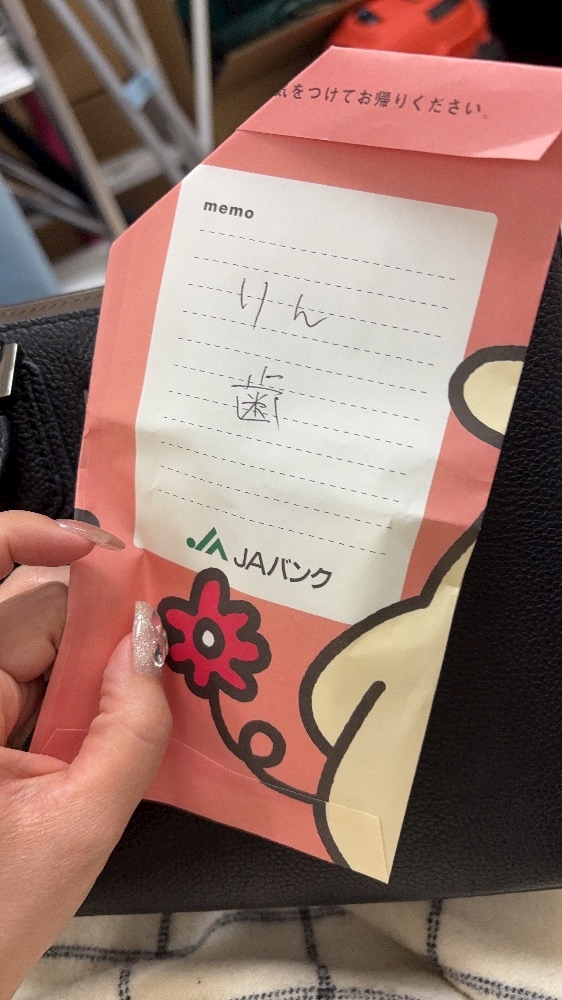 気をつけてお帰りください。
memo
りん
歯
JAバンク